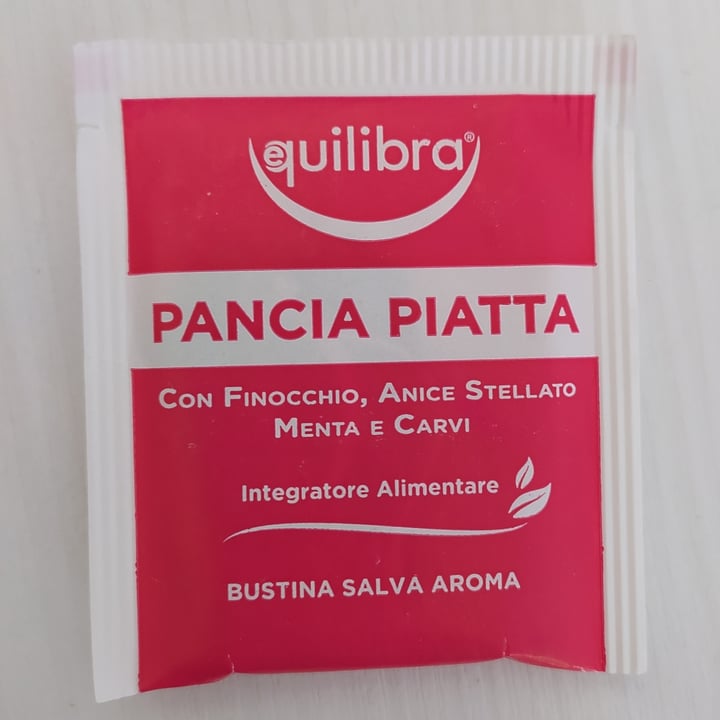 equilibra®
PANCIA PIATTA
CON FINOCCHIO, ANICE STELLATO
MENTA E CARVI
Integratore Alimentare
BUSTINA SALVA AROMA